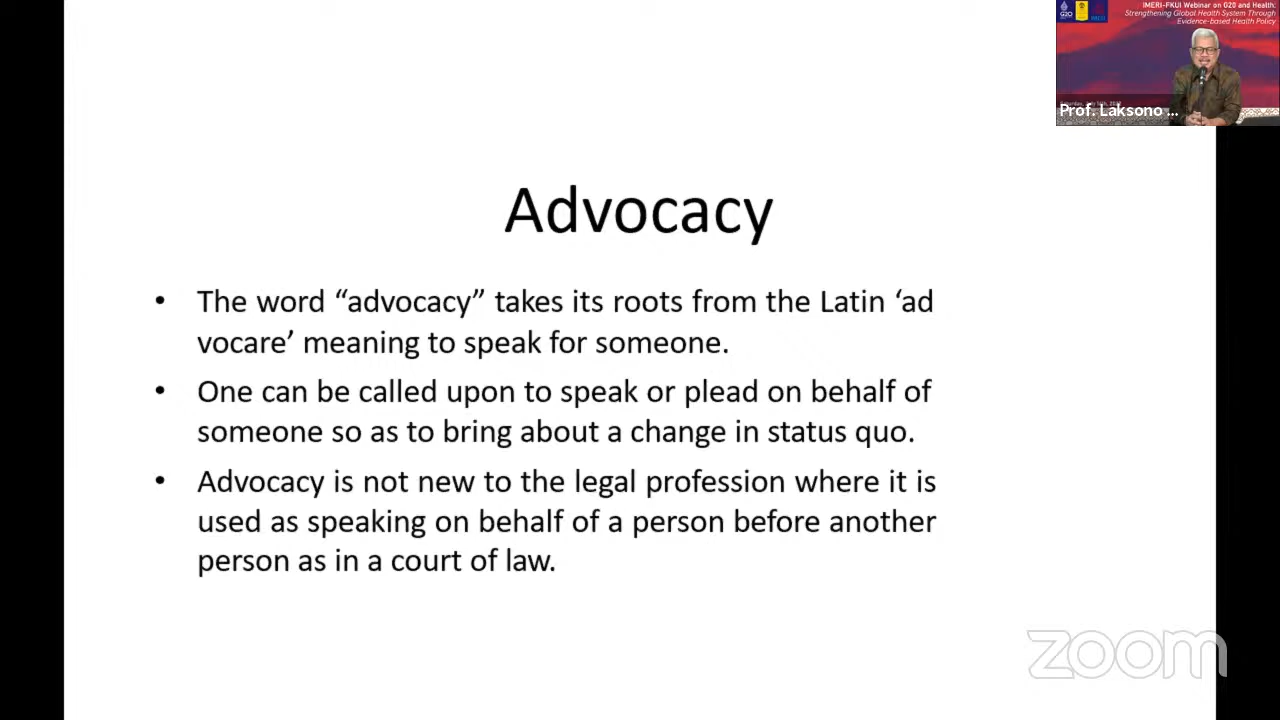 IMERI-FKUI Webinar on G20 and Health:
Strengthening Global Health System Through
Evidence-based Health Policy
G20
Prof. Laksono ...
Advocacy
• The word “advocacy” takes its roots from the Latin ‘ad
vocare’ meaning to speak for someone.
• One can be called upon to speak or plead on behalf of
someone so as to bring about a change in status quo.
• Advocacy is not new to the legal profession where it is
used as speaking on behalf of a person before another
person as in a court of law.
zoom